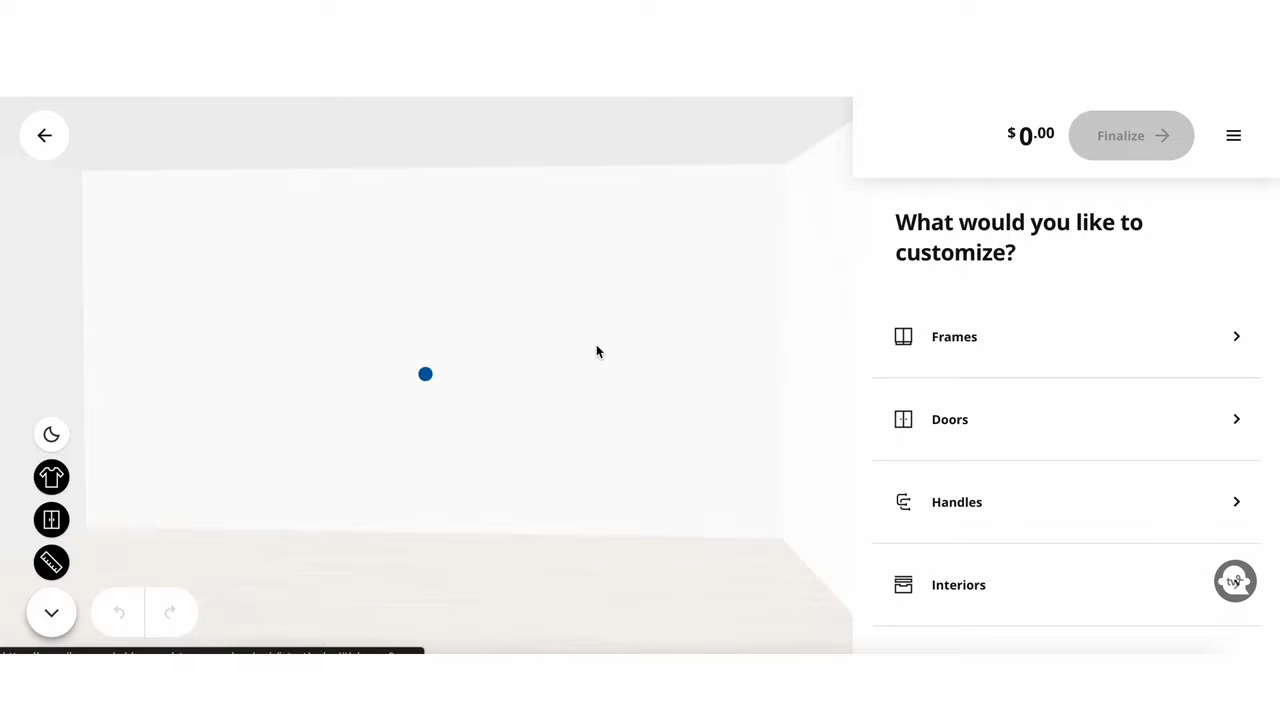 $0.00
Finalize
What would you like to
customize?
Frames
Doors
Handles
Interiors